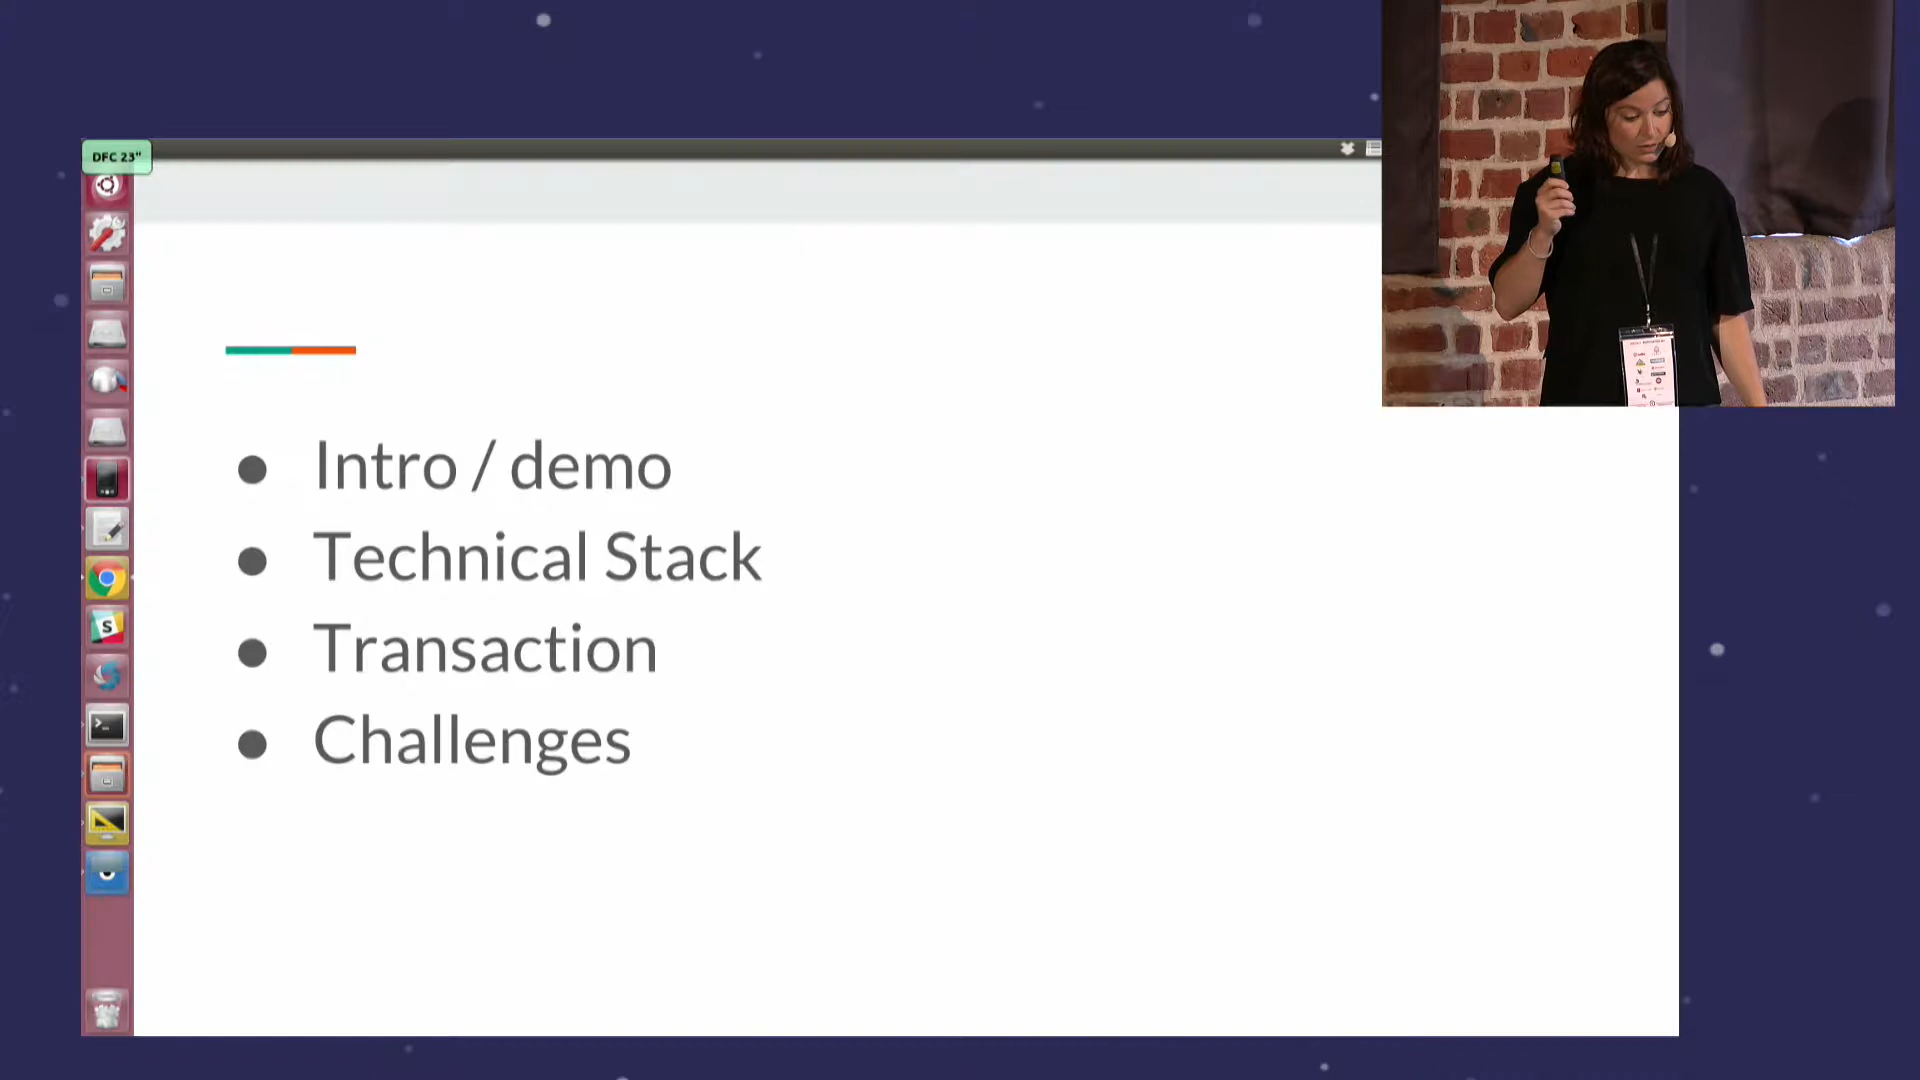 DFC 23"
Intro / demo
Technical Stack
Transaction
Challenges
S
>_